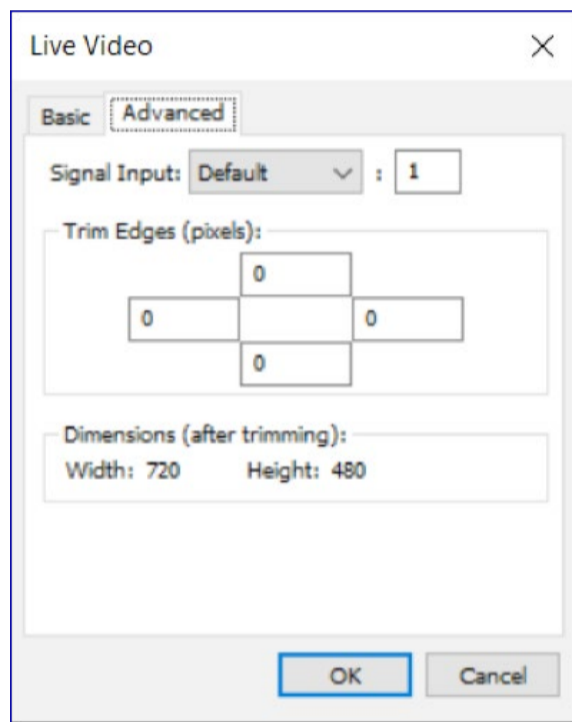 Live Video
Basic Advanced
Signal Input: Default : 1
Trim Edges (pixels):
0
0 0
0
Dimensions (after trimming):
Width: 720 Height: 480
OK Cancel